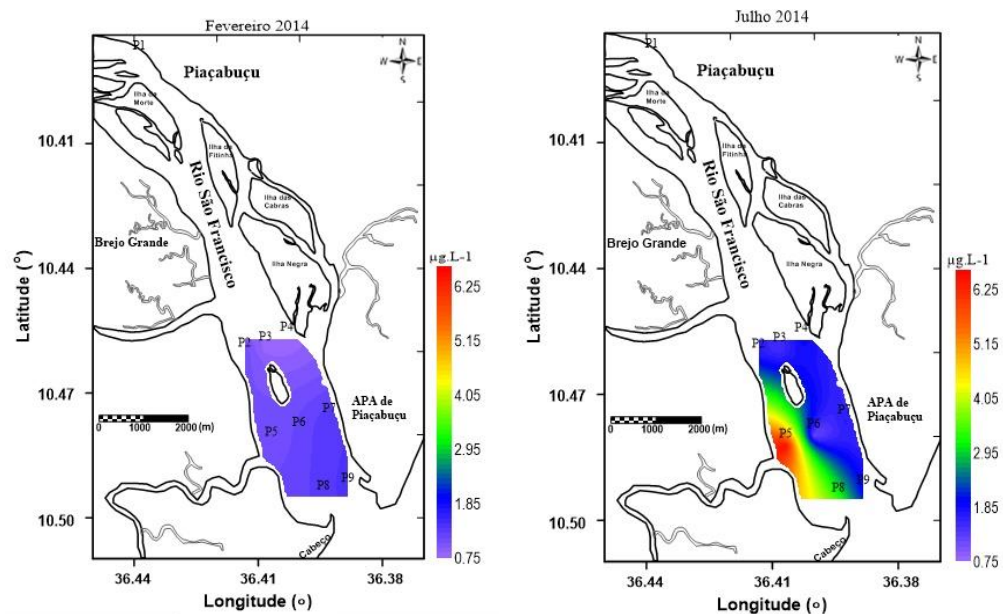 Fevereiro 2014
P1
N
W E
S
Piaçabuçu
Ilha da
Morte
Ilha da
Fitinha
Rio São Francisco
Ilha das
Cabras
Brejo Grande
Ilha Negra
P4
P2
P3
P7
APA de
Piaçabuçu
P6
P5
P9
P8
Cabeço
0 1000 2000 (m)
10.41
10.44
10.47
10.50
Latitude (°)
36.44
36.41
36.38
Longitude (o)
µg.L-1
6.25
5.15
4.05
2.95
1.85
0.75
Julho 2014
P1
N
W E
S
Piaçabuçu
Ilha da
Morte
Ilha da
Fitinha
Rio São Francisco
Ilha das
Cabras
Brejo Grande
Ilha Negra
P4
P2
P3
P7
APA de
Piaçabuçu
P6
P5
P9
P8
Cabeço
0 1000 2000 (m)
10.41
10.44
10.47
10.50
Latitude (°)
36.44
36.41
36.38
Longitude (o)
µg.L-1
6.25
5.15
4.05
2.95
1.85
0.75